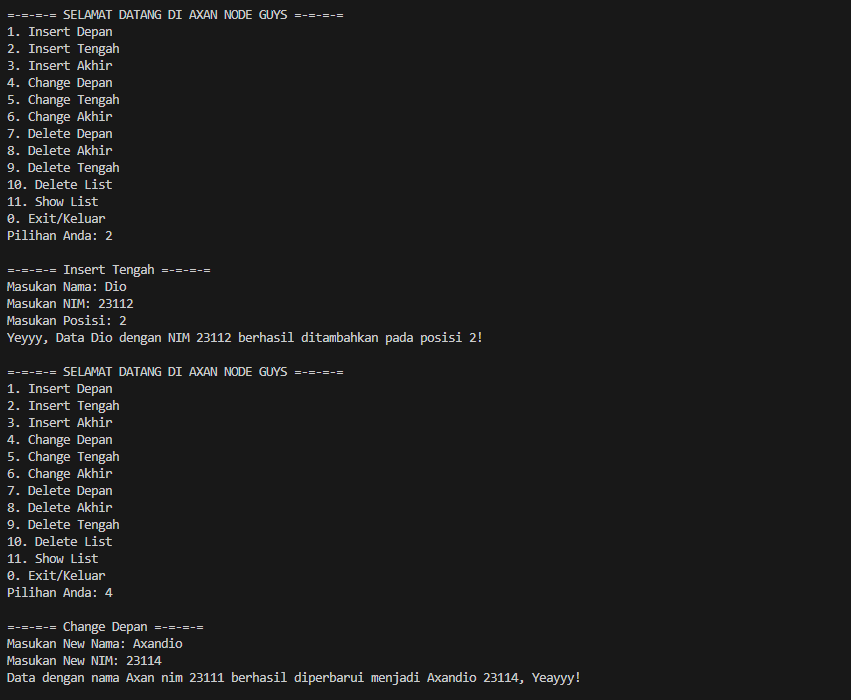 =-=-=-= SELAMAT DATANG DI AXAN NODE GUYS =-=-=-=
1. Insert Depan
2. Insert Tengah
3. Insert Akhir
4. Change Depan
5. Change Tengah
6. Change Akhir
7. Delete Depan
8. Delete Akhir
9. Delete Tengah
10. Delete List
11. Show List
0. Exit/Keluar
Pilihan Anda: 2
=-=-=-= Insert Tengah =-=-=-=
Masukan Nama: Dio
Masukan NIM: 23112
Masukan Posisi: 2
Yeyyy, Data Dio dengan NIM 23112 berhasil ditambahkan pada posisi 2!
=-=-=-= SELAMAT DATANG DI AXAN NODE GUYS =-=-=-=
1. Insert Depan
2. Insert Tengah
3. Insert Akhir
4. Change Depan
5. Change Tengah
6. Change Akhir
7. Delete Depan
8. Delete Akhir
9. Delete Tengah
10. Delete List
11. Show List
0. Exit/Keluar
Pilihan Anda: 4
=-=-=-= Change Depan =-=-=-=
Masukan New Nama: Axandio
Masukan New NIM: 23114
Data dengan nama Axan nim 23111 berhasil diperbarui menjadi Axandio 23114, Yeayyy!